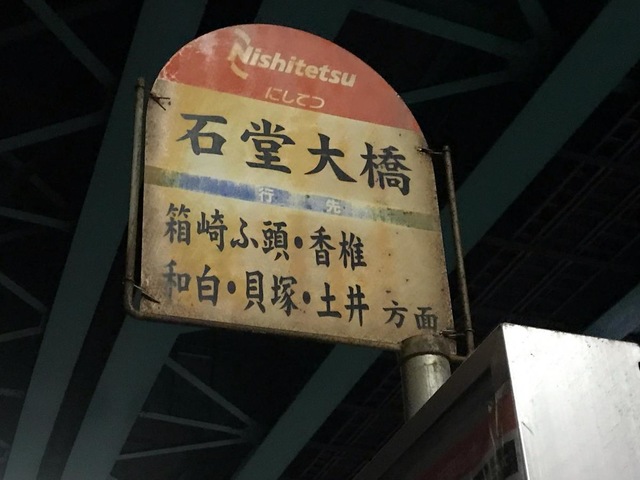 Nishitetsu
にしてつ
石堂大橋
行先
箱崎ふ頭・香椎
和白・貝塚・土井 方面